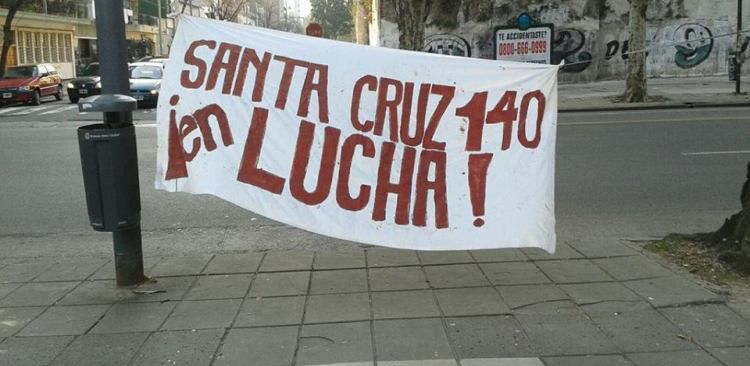 SANTA CRUZ 140
¡en LUCHA!
TE ACCIDENTASTE?
0800-666-0999